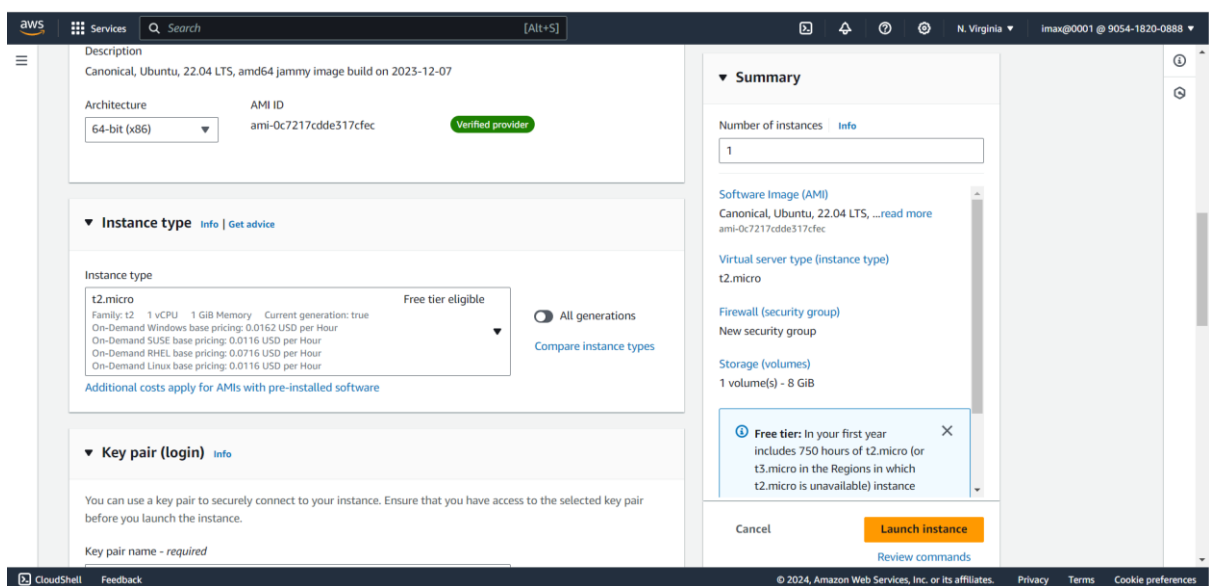 aws
Services
Search
[Alt+S]
N. Virginia
imax@0001 @ 9054-1820-0888
Description
Canonical, Ubuntu, 22.04 LTS, amd64 jammy image build on 2023-12-07
Architecture
AMI ID
64-bit (x86)
ami-0c7217cdde317cfec
Verified provider
Instance type Info | Get advice
Instance type
t2.micro
Free tier eligible
Family: t2 1 vCPU 1 GiB Memory Current generation: true
On-Demand Windows base pricing: 0.0162 USD per Hour
On-Demand SUSE base pricing: 0.0116 USD per Hour
On-Demand RHEL base pricing: 0.0716 USD per Hour
On-Demand Linux base pricing: 0.0116 USD per Hour
All generations
Compare instance types
Additional costs apply for AMIs with pre-installed software
Key pair (login) Info
You can use a key pair to securely connect to your instance. Ensure that you have access to the selected key pair
before you launch the instance.
Key pair name - required
Summary
Number of instances Info
1
Software Image (AMI)
Canonical, Ubuntu, 22.04 LTS, ...read more
ami-0c7217cdde317cfec
Virtual server type (instance type)
t2.micro
Firewall (security group)
New security group
Storage (volumes)
1 volume(s) - 8 GiB
Free tier: In your first year
includes 750 hours of t2.micro (or
t3.micro in the Regions in which
t2.micro is unavailable) instance
Cancel
Launch instance
Review commands
CloudShell
Feedback
© 2024, Amazon Web Services, Inc. or its affiliates.
Privacy
Terms
Cookie preferences